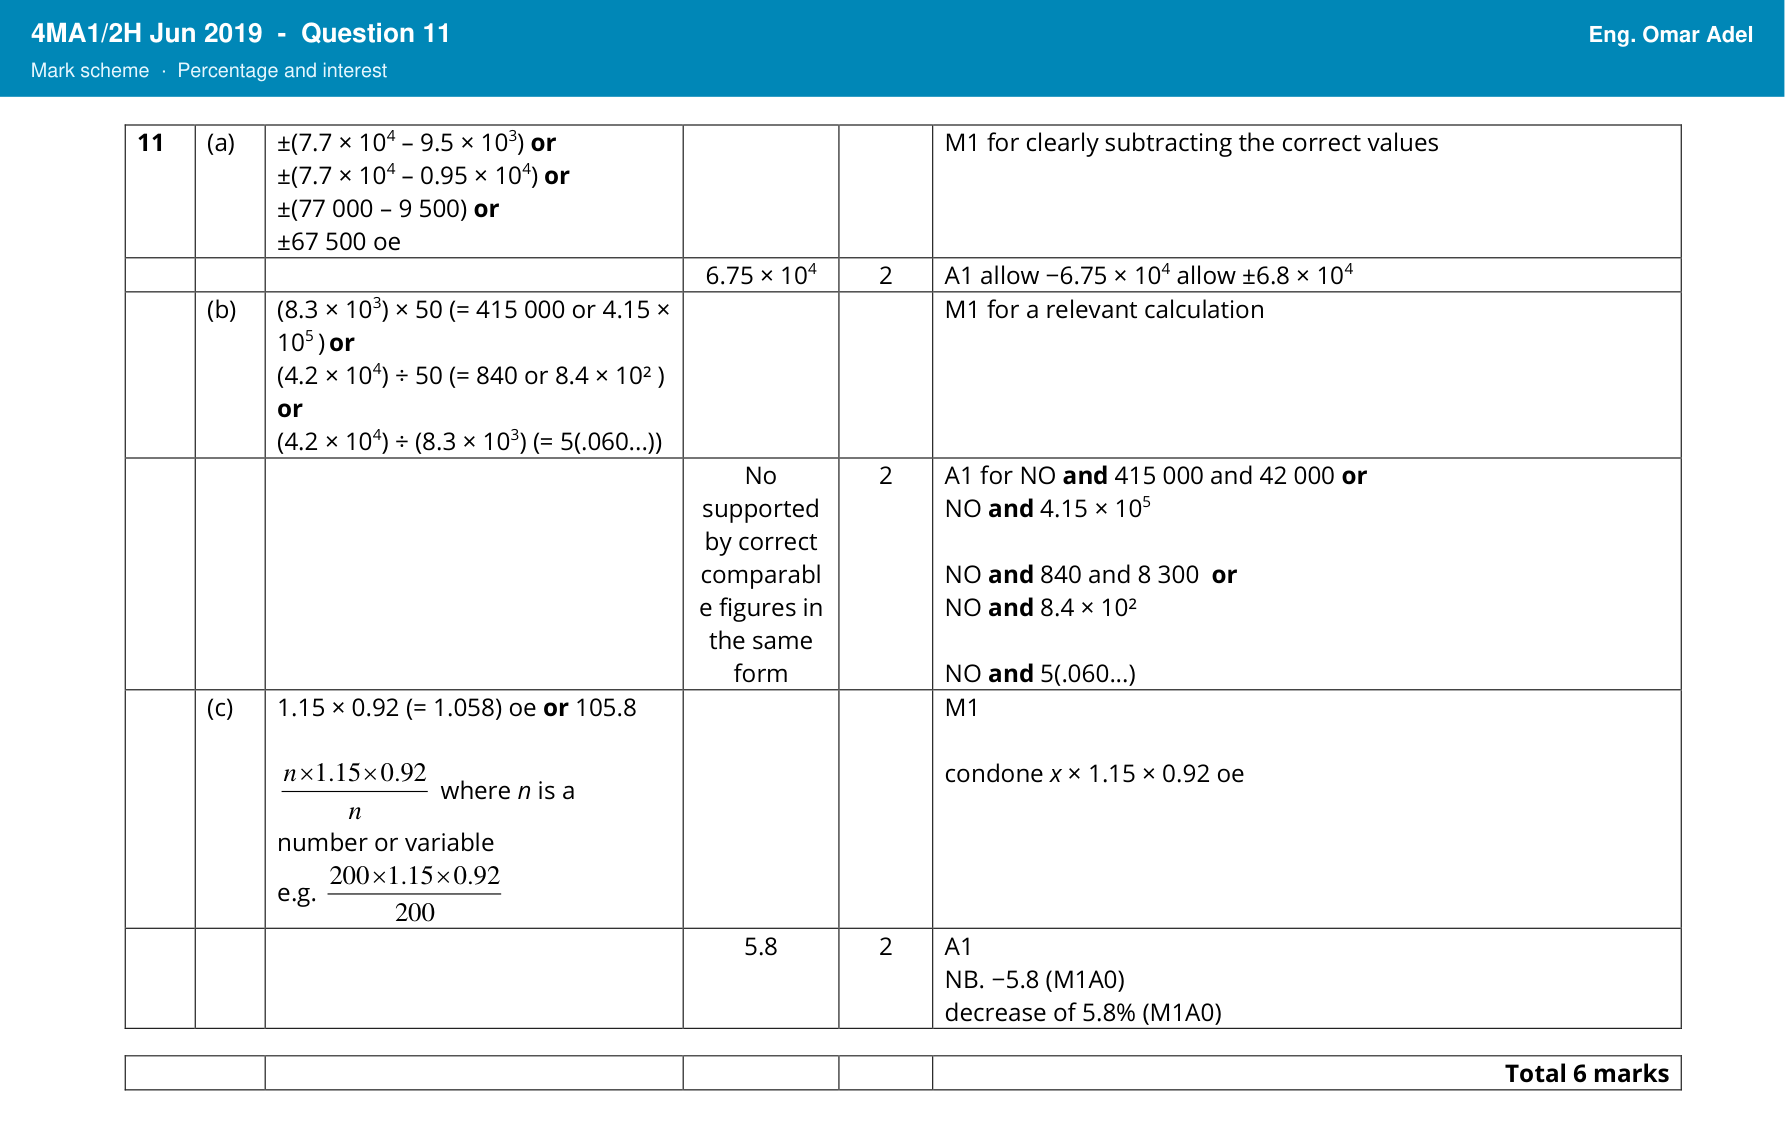 4MA1/2H Jun 2019 - Question 11
Eng. Omar Adel
Mark scheme · Percentage and interest
11 (a) ±(7.7 × 10⁴ – 9.5 × 10³) or
±(7.7 × 10⁴ – 0.95 × 10⁴) or
±(77 000 – 9 500) or
±67 500 oe
M1 for clearly subtracting the correct values
6.75 × 10⁴ 2 A1 allow −6.75 × 10⁴ allow ±6.8 × 10⁴
(b) (8.3 × 10³) × 50 (= 415 000 or 4.15 ×
10⁵ ) or
(4.2 × 10⁴) ÷ 50 (= 840 or 8.4 × 10² )
or
(4.2 × 10⁴) ÷ (8.3 × 10³) (= 5(.060...))
M1 for a relevant calculation
No
supported
by correct
comparabl
e figures in
the same
form
2
A1 for NO and 415 000 and 42 000 or
NO and 4.15 × 10⁵
NO and 840 and 8 300 or
NO and 8.4 × 10²
NO and 5(.060...)
(c) 1.15 × 0.92 (= 1.058) oe or 105.8
n×1.15×0.92
n
where n is a
number or variable
e.g. 200×1.15×0.92
200
M1
condone x × 1.15 × 0.92 oe
5.8 2 A1
NB. −5.8 (M1A0)
decrease of 5.8% (M1A0)
Total 6 marks